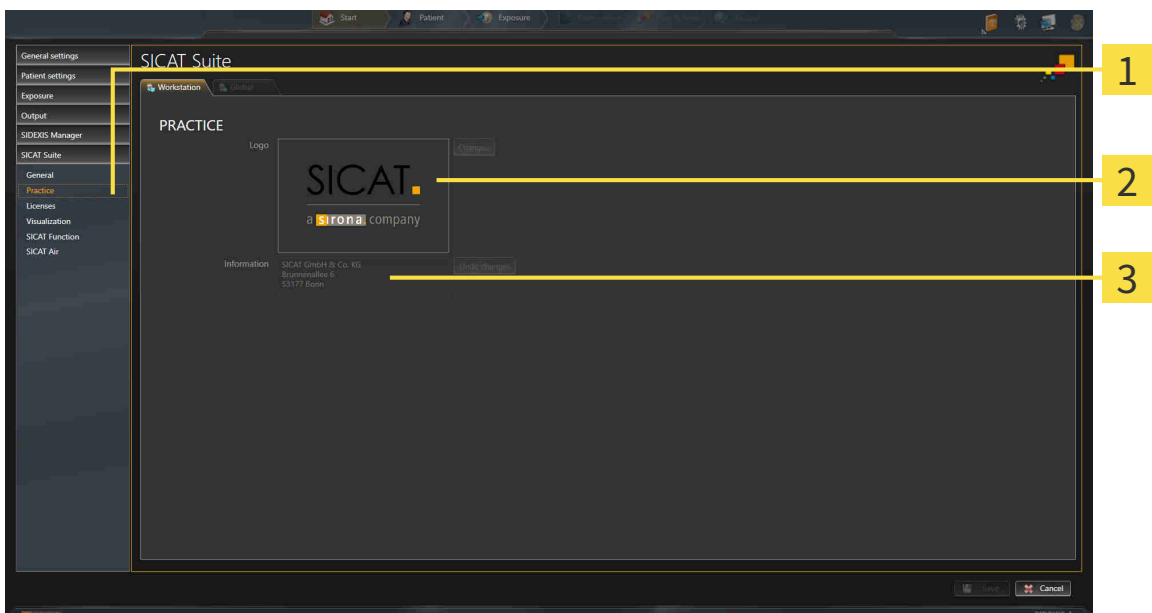 Start Patient Exposure
General settings
Patient settings
Exposure
Output
SIDEXIS Manager
SICAT Suite
General
Practice
Licenses
Visualization
SICAT Function
SICAT Air
SICAT Suite
Workstation Global
PRACTICE
Logo
SICAT.
a sirona. company
Information
SICAT GmbH & Co. KG
Brunnenallee 6
53177 Bonn
Undo changes
Save Cancel
1
2
3